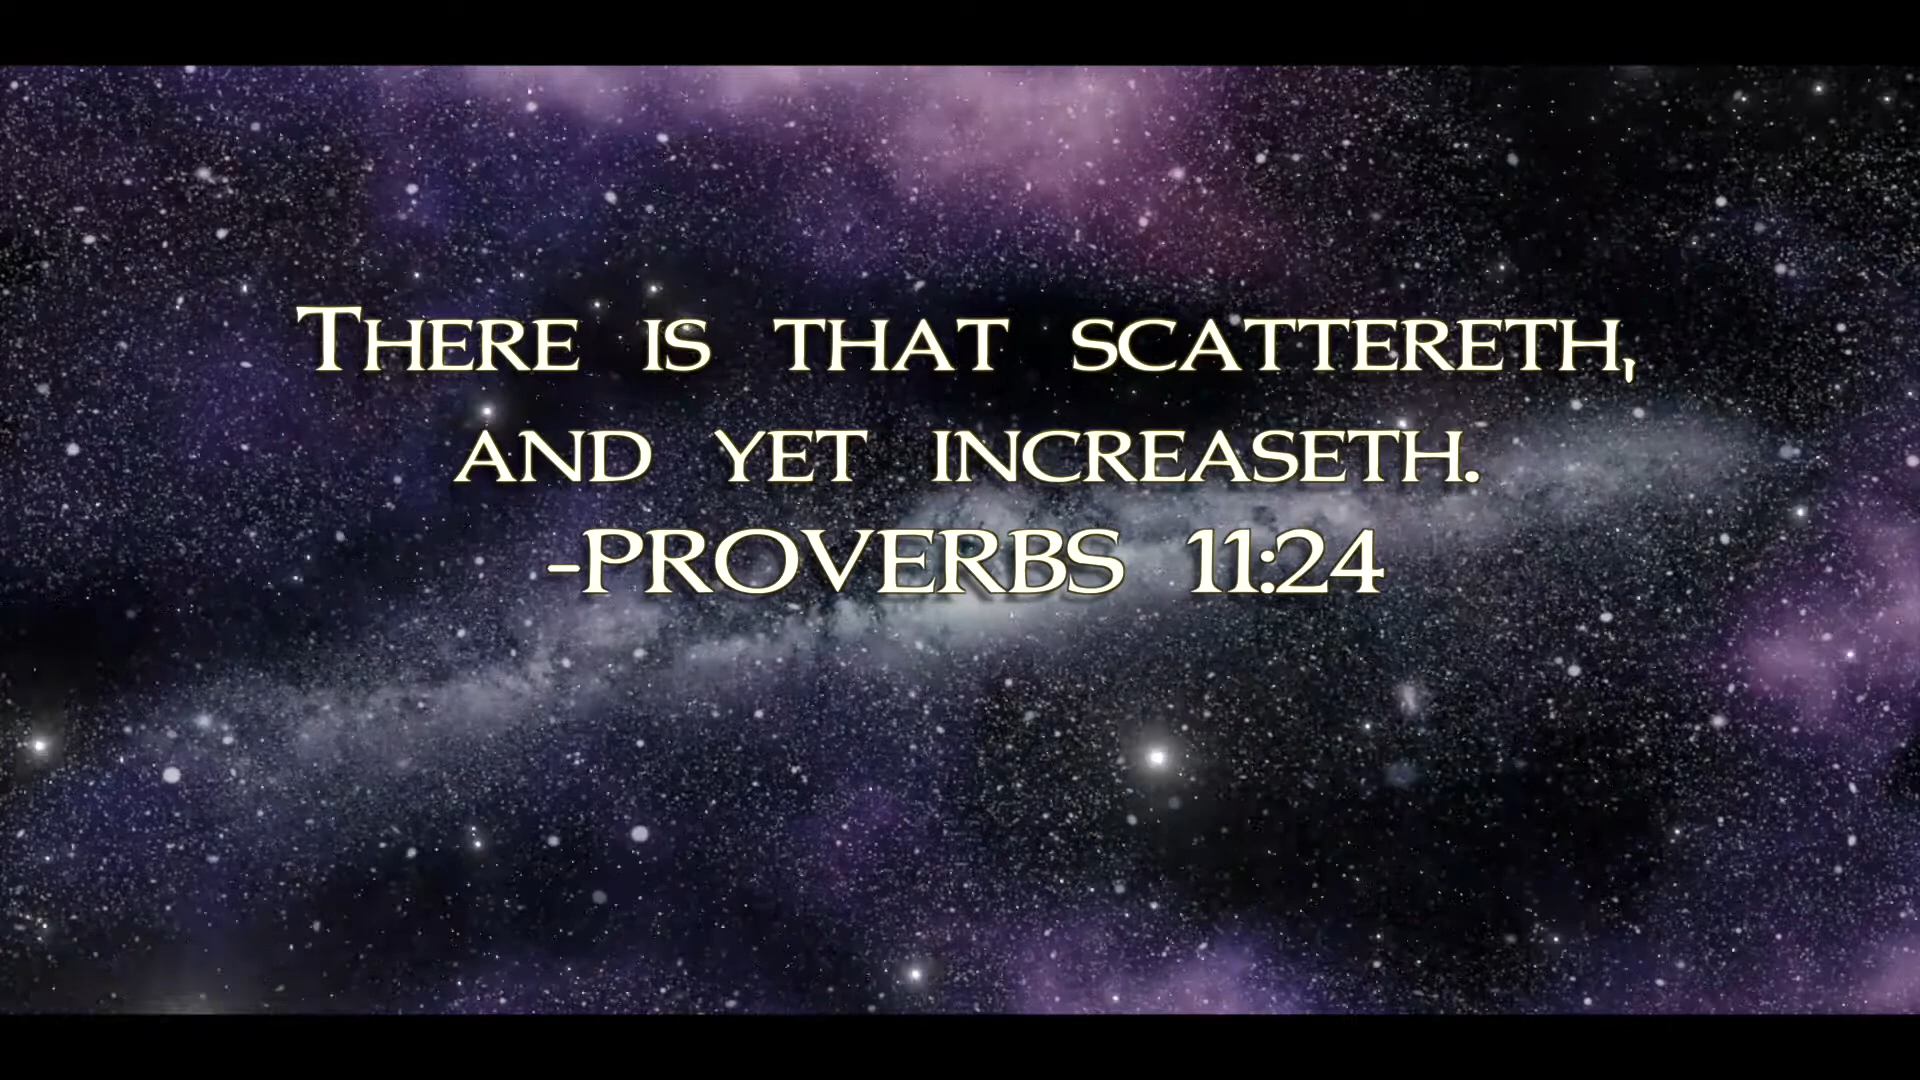 There is that scattereth,
and yet increaseth.
-PROVERBS 11:24